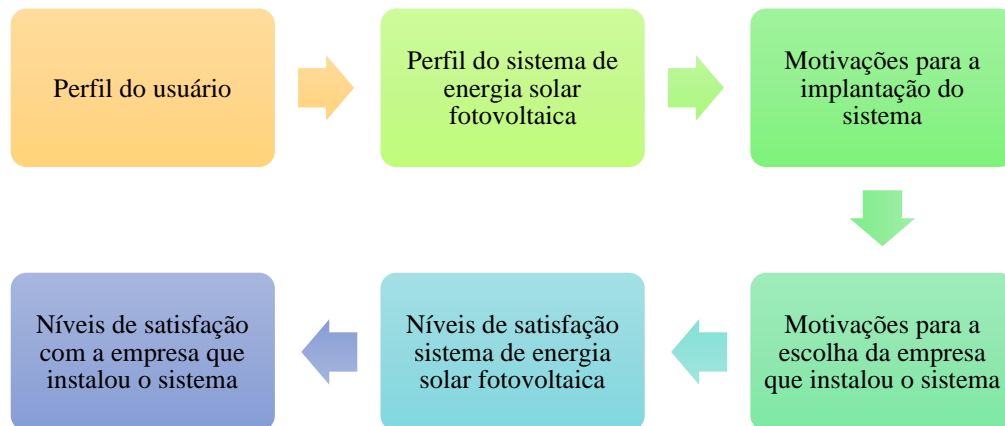 Perfil do usuário
Perfil do sistema de
energia solar
fotovoltaica
Motivações para a
implantação do
sistema
Motivações para a
escolha da empresa
que instalou o sistema
Níveis de satisfação
sistema de energia
solar fotovoltaica
Níveis de satisfação
com a empresa que
instalou o sistema